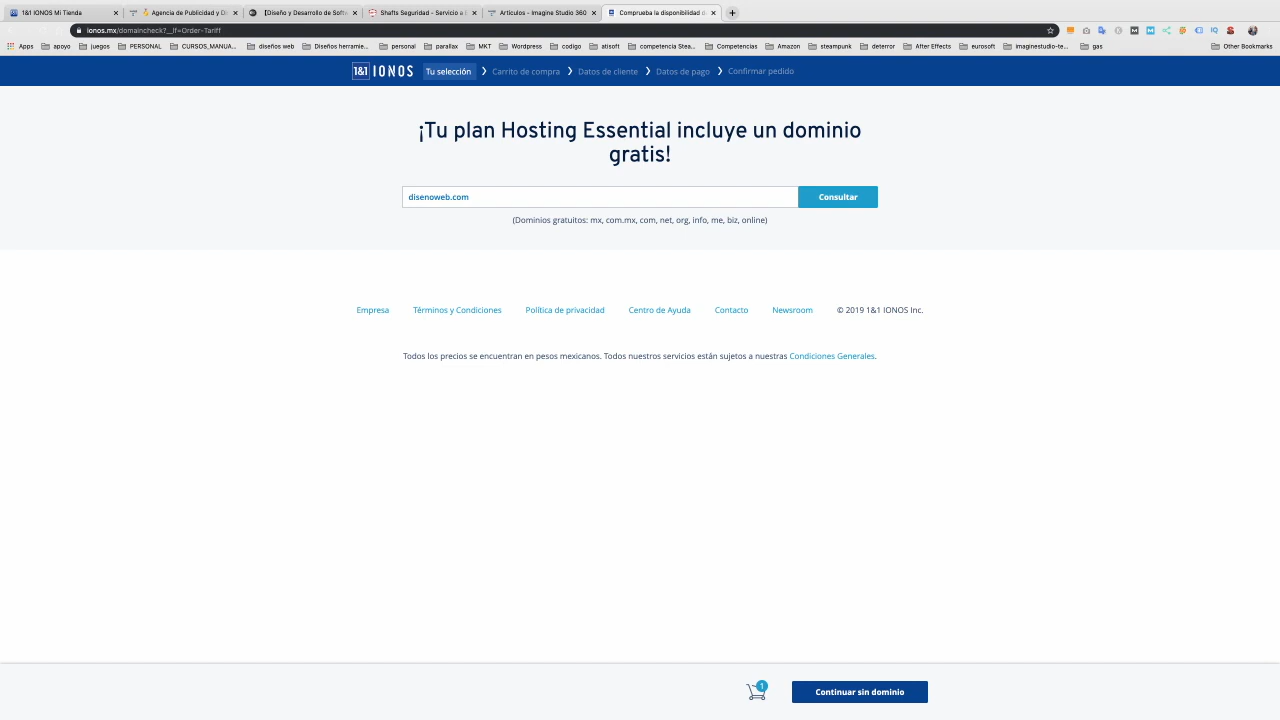 1&1 IONOS Mi Tienda
Agencia de Publicidad y Di
[Diseño y Desarrollo de Softw
Shafts Seguridad - Servicio a
Artículos - Imagine Studio 360
Comprueba la disponibilidad d
ionos.mx/domaincheck?__lf=Order-Tariff
Apps apoyo juegos PERSONAL CURSOS_MANUA... diseños web Diseños herramie... personal parallax MKT Wordpress codigo atisoft competencia Stea... Competencias Amazon steampunk deterror After Effects eurosoft imaginestudio-te... gas Other Bookmarks
1&1 IONOS Tu selección Carrito de compra Datos de cliente Datos de pago Confirmar pedido
¡Tu plan Hosting Essential incluye un dominio
gratis!
disenoweb.com Consultar
(Dominios gratuitos: mx, com.mx, com, net, org, info, me, biz, online)
Empresa Términos y Condiciones Política de privacidad Centro de Ayuda Contacto Newsroom © 2019 1&1 IONOS Inc.
Todos los precios se encuentran en pesos mexicanos. Todos nuestros servicios están sujetos a nuestras Condiciones Generales.
1 Continuar sin dominio